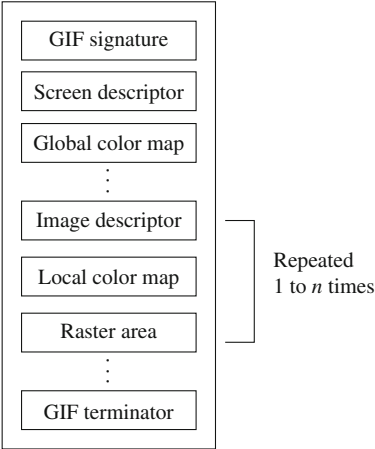 GIF signature
Screen descriptor
Global color map
Image descriptor
Local color map
Raster area
GIF terminator
Repeated
1 to n times